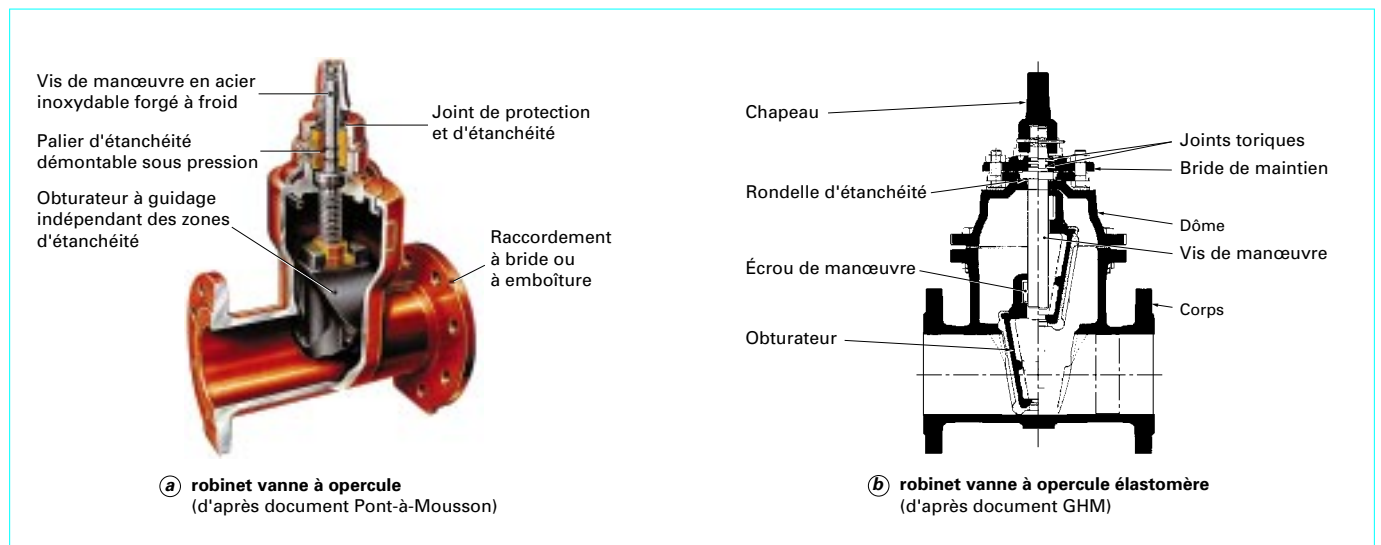 Vis de manœuvre en acier
inoxydable forgé à froid
Palier d'étanchéité
démontable sous pression
Obturateur à guidage
indépendant des zones
d'étanchéité
Joint de protection
et d'étanchéité
Raccordement
à bride ou
à emboîture
a robinet vanne à opercule
(d'après document Pont-à-Mousson)
Chapeau
Rondelle d'étanchéité
Écrou de manœuvre
Obturateur
Joints toriques
Bride de maintien
Dôme
Vis de manœuvre
Corps
b robinet vanne à opercule élastomère
(d'après document GHM)